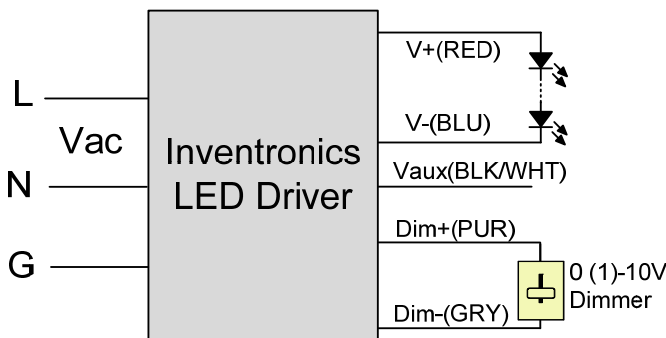 L
Vac
N
G
Inventronics
LED Driver
V+(RED)
V-(BLU)
Vaux(BLK/WHT)
Dim+(PUR)
Dim-(GRY)
0 (1)-10V
Dimmer